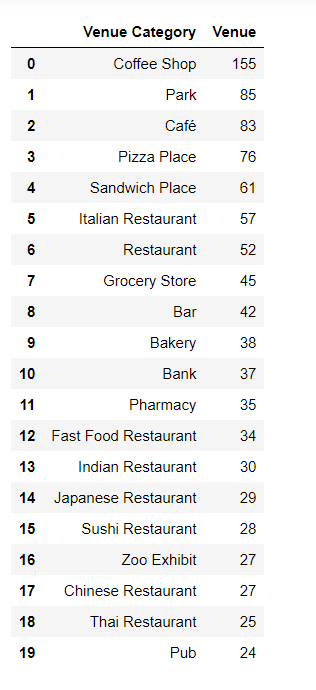 Venue Category Venue
0 Coffee Shop 155
1 Park 85
2 Café 83
3 Pizza Place 76
4 Sandwich Place 61
5 Italian Restaurant 57
6 Restaurant 52
7 Grocery Store 45
8 Bar 42
9 Bakery 38
10 Bank 37
11 Pharmacy 35
12 Fast Food Restaurant 34
13 Indian Restaurant 30
14 Japanese Restaurant 29
15 Sushi Restaurant 28
16 Zoo Exhibit 27
17 Chinese Restaurant 27
18 Thai Restaurant 25
19 Pub 24